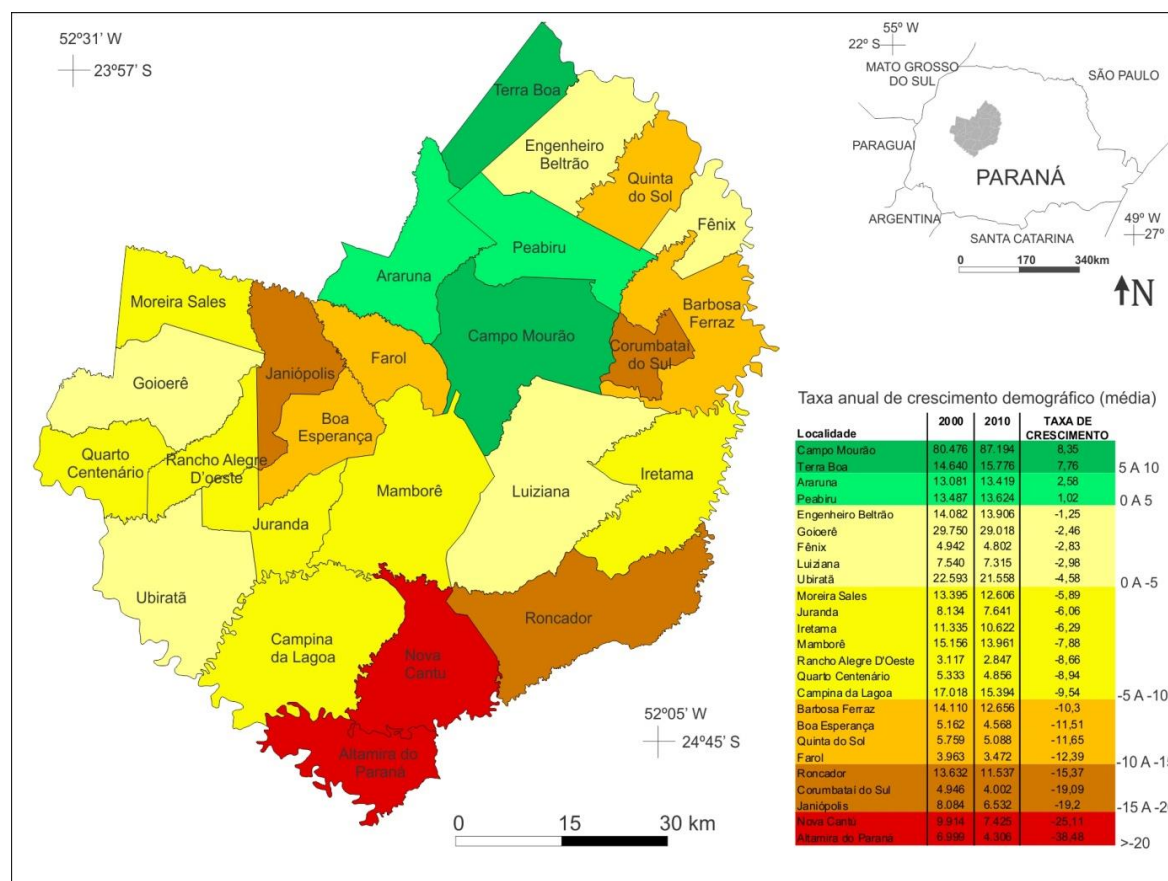 52º31' W
23º57' S
Terra Boa
Engenheiro
Beltrão
Quinta
do Sol
Fênix
Peabiru
Araruna
Moreira Sales
Barbosa
Ferraz
Campo Mourão
Corumbataí
do Sul
Farol
Janiópolis
Goioerê
Boa
Esperança
Quarto
Centenário
Rancho Alegre
D'oeste
Iretama
Mamborê
Luiziana
Juranda
Ubiratã
Roncador
Campina
da Lagoa
Nova
Cantu
Altamira do
Paraná
52º05' W
24º45' S
0 15 30 km
55º W
22º S
MATO GROSSO
DO SUL
SÃO PAULO
PARAGUAI
PARANÁ
ARGENTINA
SANTA CATARINA
49º W
27º
0 170 340km
N
Taxa anual de crescimento demográfico (média)
Localidade 2000 2010 TAXA DE CRESCIMENTO
Campo Mourão 80.476 87.194 8,35
Terra Boa 14.640 15.776 7,76 5 A 10
Araruna 13.081 13.419 2,58
Peabiru 13.487 13.624 1,02 0 A 5
Engenheiro Beltrão 14.082 13.906 -1,25
Goioerê 29.750 29.018 -2,46
Fênix 4.942 4.802 -2,83
Luiziana 7.540 7.315 -2,98
Ubiratã 22.593 21.558 -4,58 0 A -5
Moreira Sales 13.395 12.606 -5,89
Juranda 8.134 7.641 -6,06
Iretama 11.335 10.622 -6,29
Mamborê 15.156 13.961 -7,88
Rancho Alegre D'Oeste 3.117 2.847 -8,66
Quarto Centenário 5.333 4.856 -8,94
Campina da Lagoa 17.018 15.394 -9,54 -5 A -10
Barbosa Ferraz 14.110 12.656 -10,3
Boa Esperança 5.162 4.568 -11,51
Quinta do Sol 5.759 5.088 -11,65
Farol 3.963 3.472 -12,39 -10 A -15
Roncador 13.632 11.537 -15,37
Corumbataí do Sul 4.946 4.002 -19,09
Janiópolis 8.084 6.532 -19,2 -15 A -2
Nova Cantu 9.914 7.425 -25,11
Altamira do Paraná 6.999 4.306 -38,48 >-20